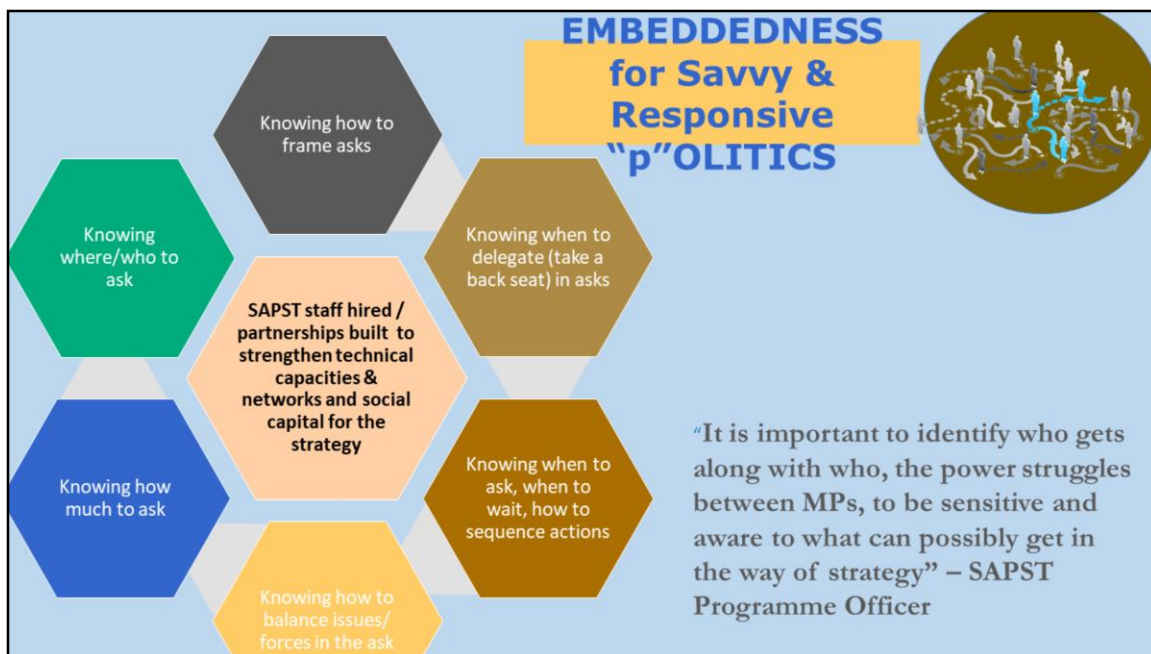 EMBEDDEDNESS
for Savvy &
Responsive
“p”OLITICS
Knowing how to
frame asks
Knowing when to
delegate (take a
back seat) in asks
Knowing when to
ask, when to
wait, how to
sequence actions
Knowing how to
balance issues/
forces in the ask
Knowing how
much to ask
Knowing
where/who to
ask
SAPST staff hired /
partnerships built to
strengthen technical
capacities &
networks and social
capital for the
strategy
“It is important to identify who gets
along with who, the power struggles
between MPs, to be sensitive and
aware to what can possibly get in
the way of strategy” – SAPST
Programme Officer